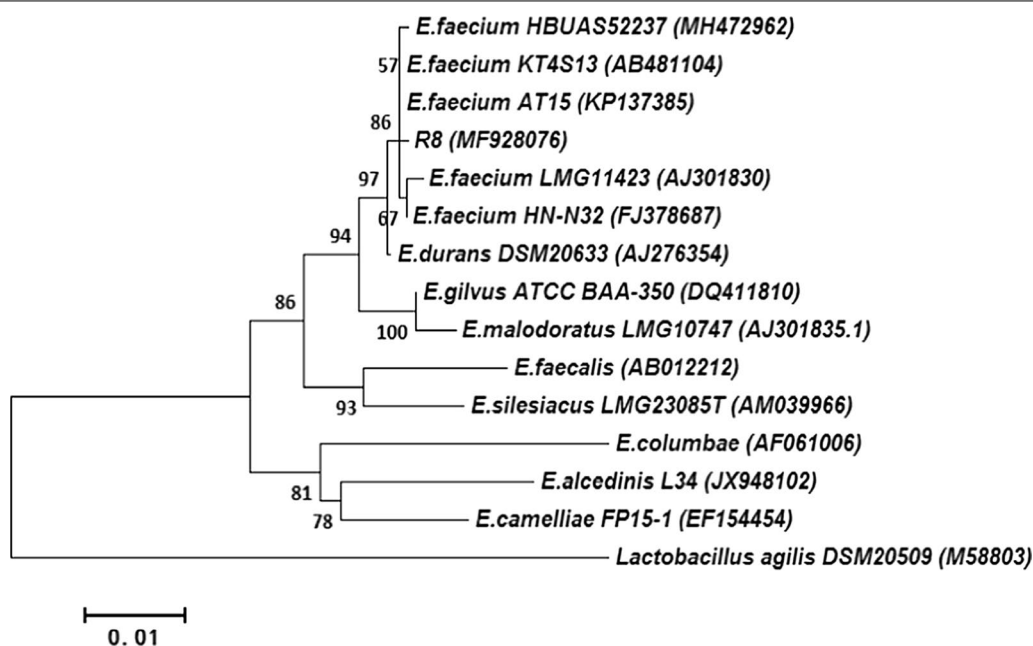 E.faecium HBUAS52237 (MH472962)
57
E.faecium KT4S13 (AB481104)
E.faecium AT15 (KP137385)
86
R8 (MF928076)
97
E.faecium LMG11423 (AJ301830)
67
E.faecium HN-N32 (FJ378687)
94
E.durans DSM20633 (AJ276354)
E.gilvus ATCC BAA-350 (DQ411810)
86
100
E.malodoratus LMG10747 (AJ301835.1)
E.faecalis (AB012212)
93
E.silesiacus LMG23085T (AM039966)
E.columbae (AF061006)
E.alcedinis L34 (JX948102)
81
78
E.camelliae FP15-1 (EF154454)
Lactobacillus agilis DSM20509 (M58803)
0.01